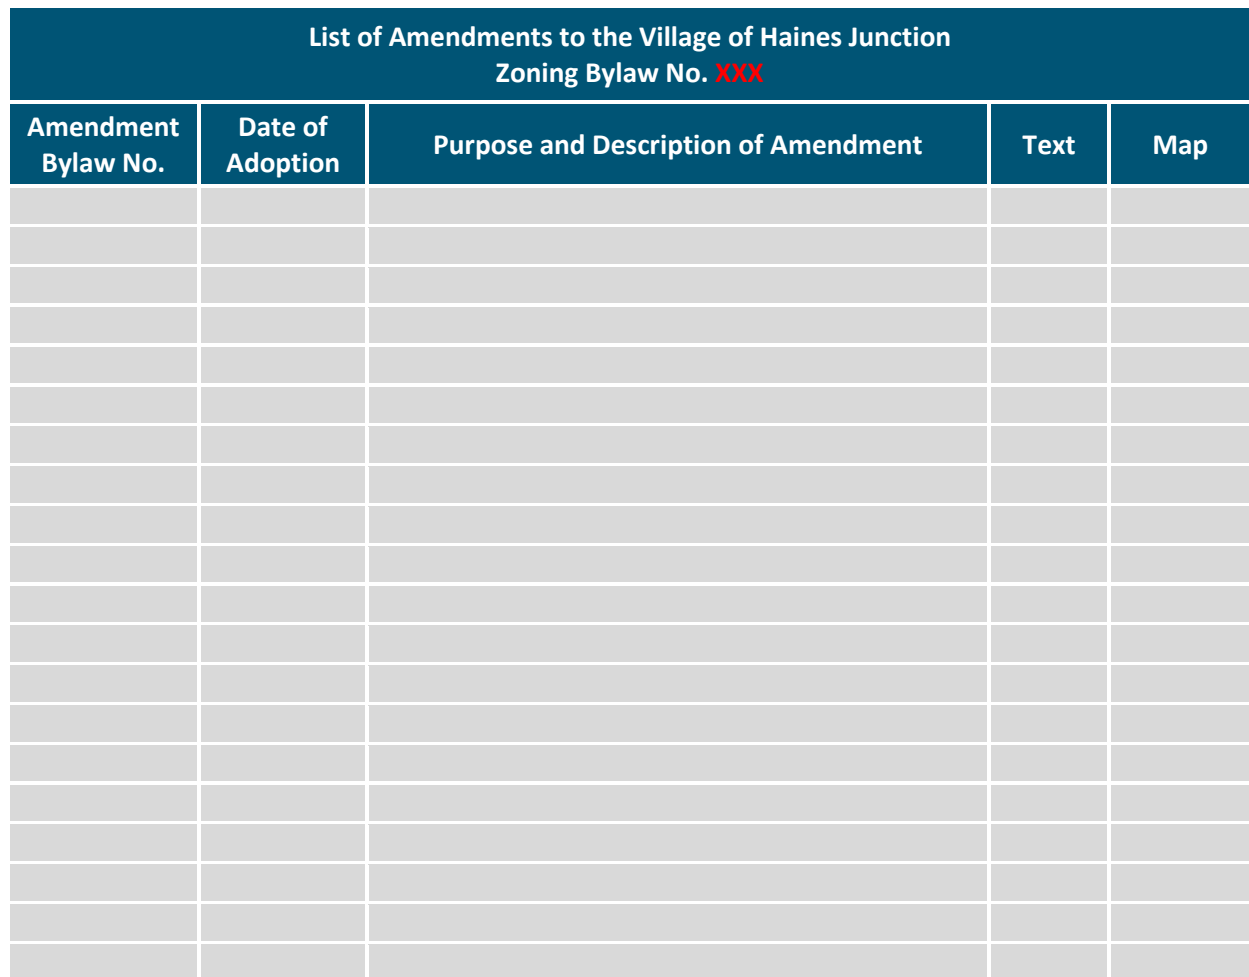 List of Amendments to the Village of Haines Junction
Zoning Bylaw No. XXX
Amendment
Bylaw No.
Date of
Adoption
Purpose and Description of Amendment
Text
Map